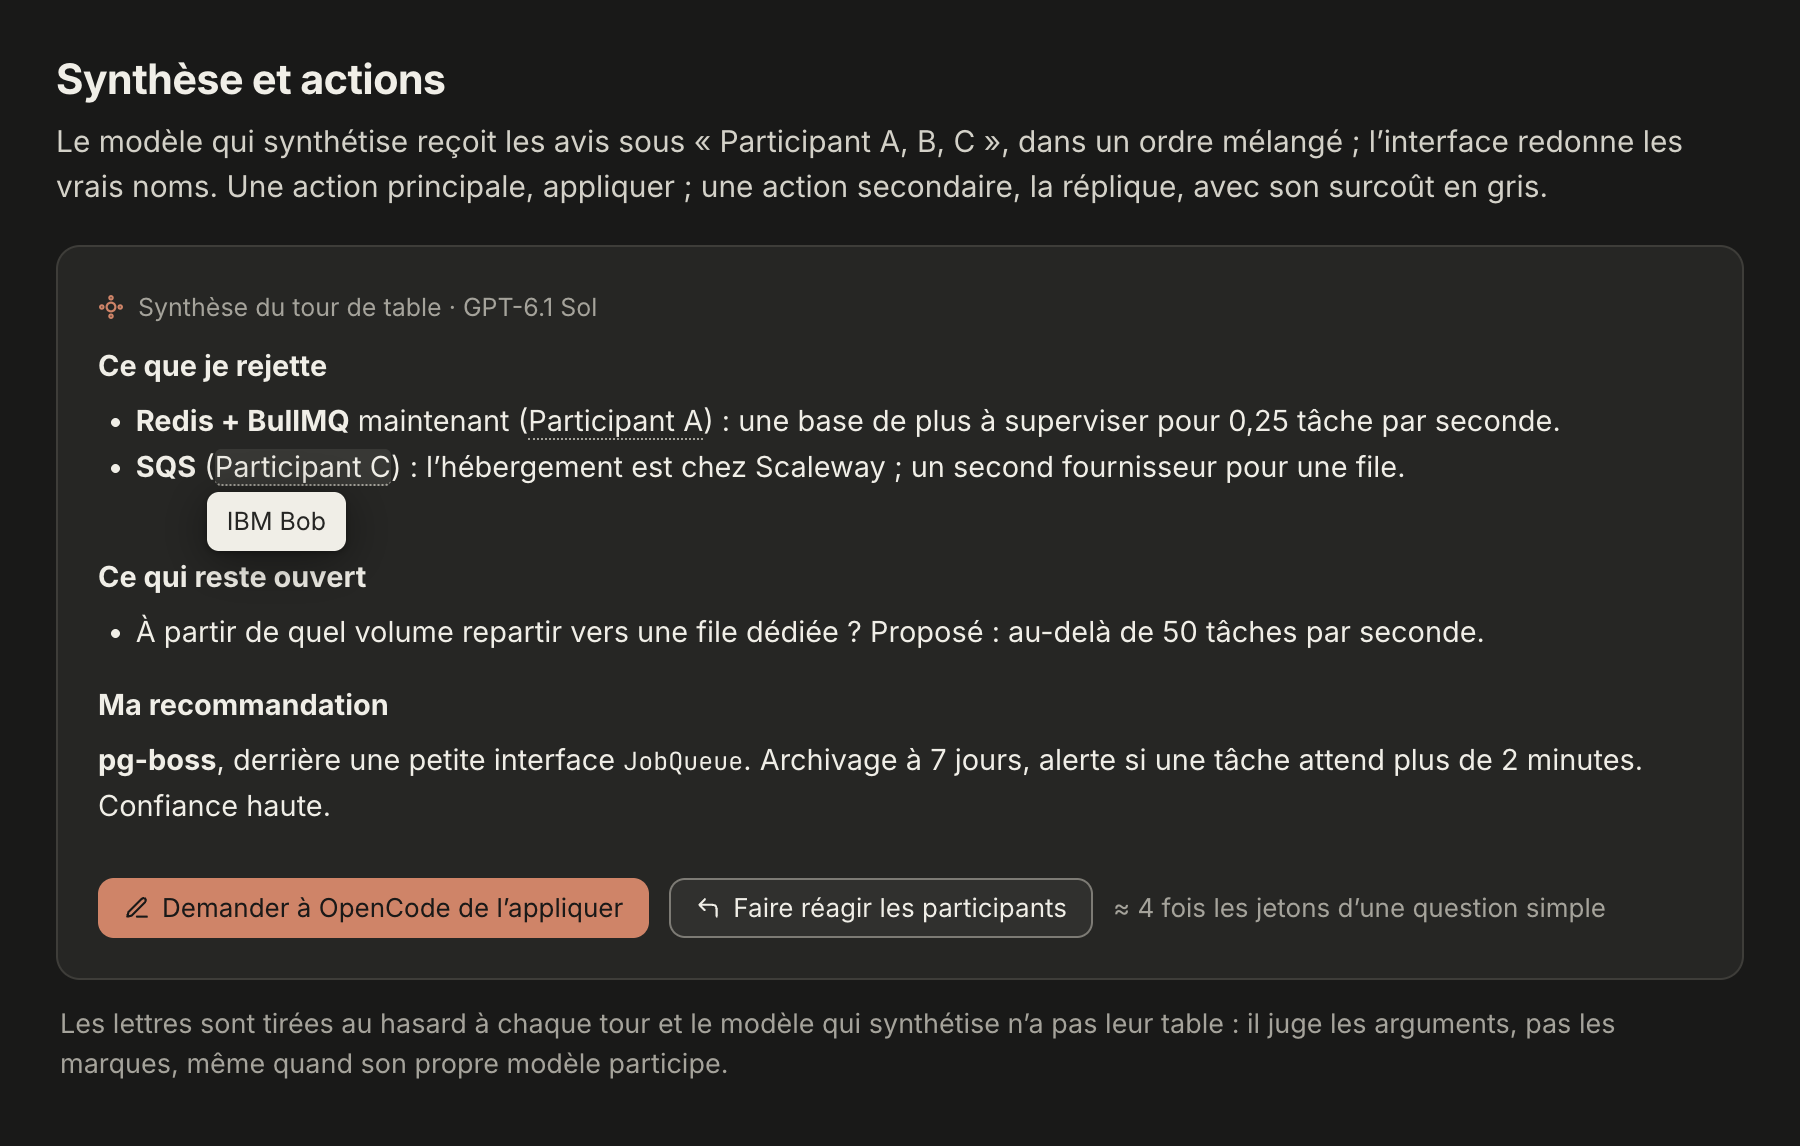 Synthèse et actions
Le modèle qui synthétise reçoit les avis sous « Participant A, B, C », dans un ordre mélangé ; l’interface redonne les
vrais noms. Une action principale, appliquer ; une action secondaire, la réplique, avec son surcoût en gris.
Synthèse du tour de table · GPT-6.1 Sol
Ce que je rejette
• Redis + BullMQ maintenant (Participant A) : une base de plus à superviser pour 0,25 tâche par seconde.
• SQS (Participant C) : l’hébergement est chez Scaleway ; un second fournisseur pour une file.
IBM Bob
Ce qui reste ouvert
• À partir de quel volume repartir vers une file dédiée ? Proposé : au-delà de 50 tâches par seconde.
Ma recommandation
pg-boss, derrière une petite interface JobQueue. Archivage à 7 jours, alerte si une tâche attend plus de 2 minutes.
Confiance haute.
Demander à OpenCode de l’appliquer
Faire réagir les participants
≈ 4 fois les jetons d’une question simple
Les lettres sont tirées au hasard à chaque tour et le modèle qui synthétise n’a pas leur table : il juge les arguments, pas les
marques, même quand son propre modèle participe.